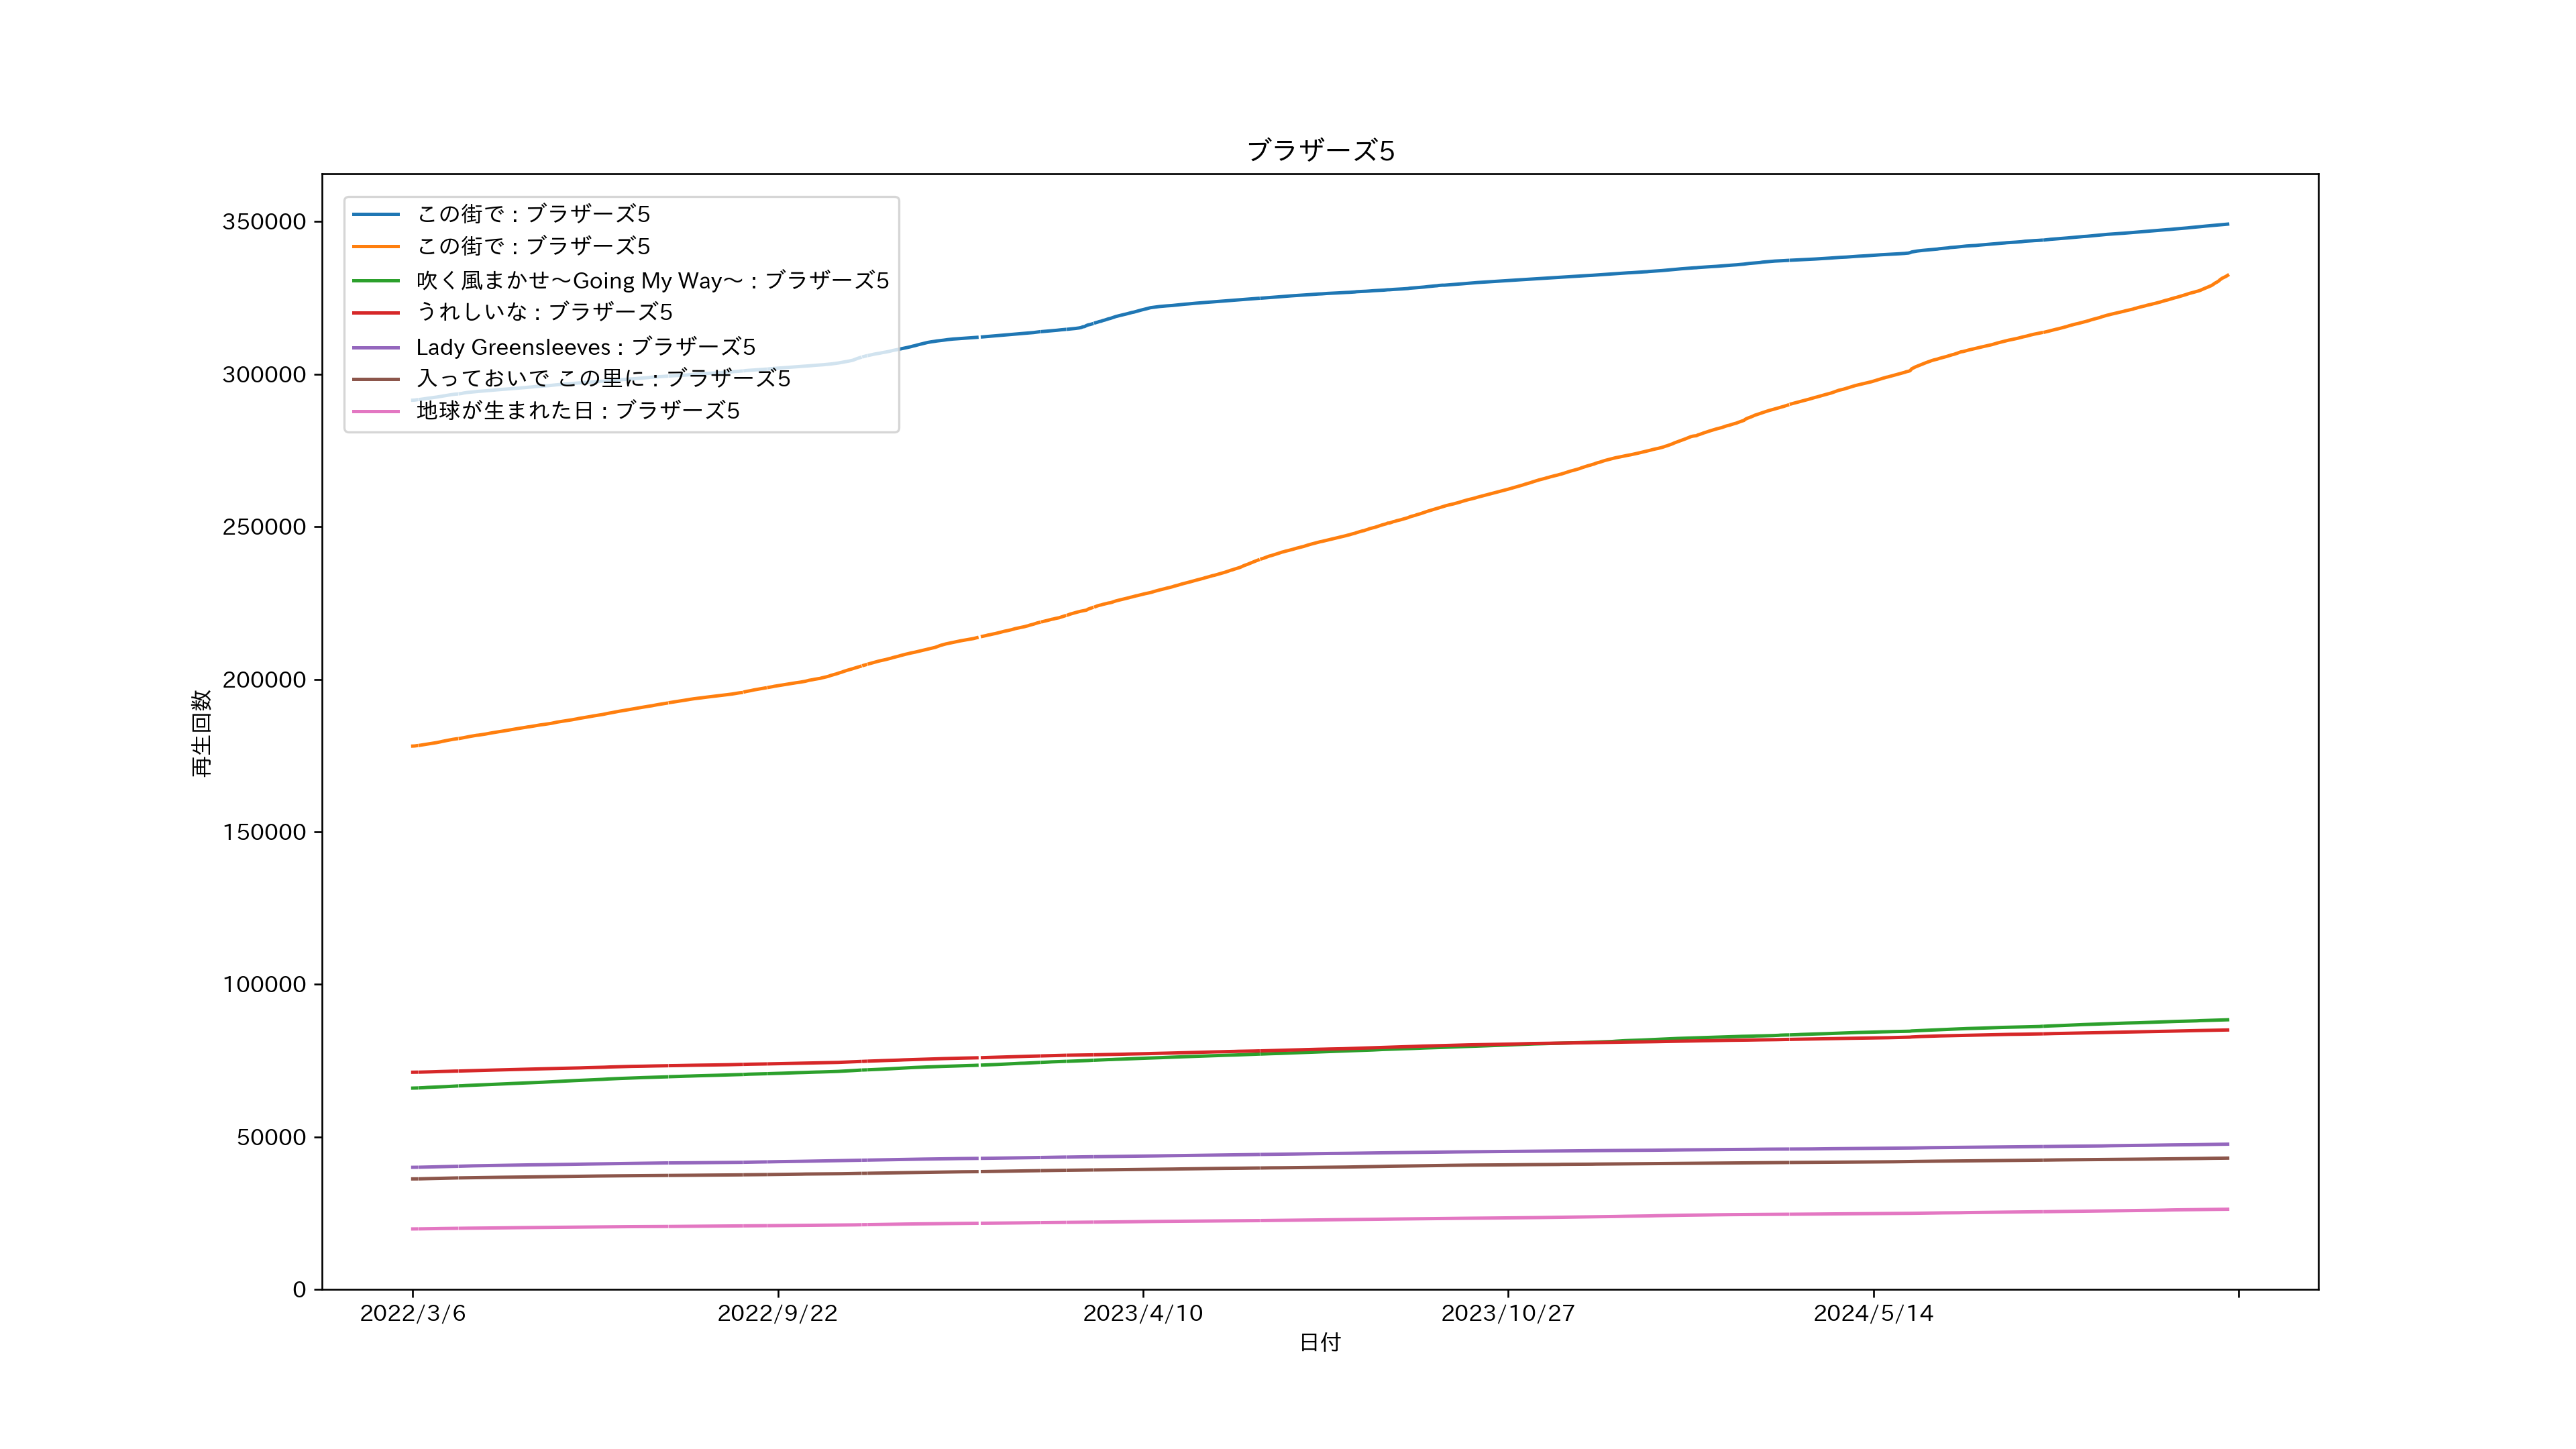 ブラザーズ5
この街で : ブラザーズ5
この街で : ブラザーズ5
吹く風まかせ～Going My Way～ : ブラザーズ5
うれしいな : ブラザーズ5
Lady Greensleeves : ブラザーズ5
入っておいで この里に : ブラザーズ5
地球が生まれた日 : ブラザーズ5
350000
300000
250000
200000
150000
100000
50000
0
再生回数
2022/3/6
2022/9/22
2023/4/10
2023/10/27
2024/5/14
日付